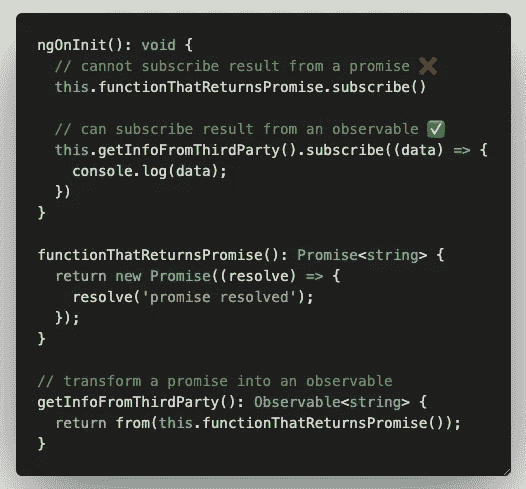 ngOnInit(): void {
  // cannot subscribe result from a promise ❌
  this.functionThatReturnsPromise.subscribe()

  // can subscribe result from an observable ✅
  this.getInfoFromThirdParty().subscribe((data) => {
    console.log(data);
  })
}

functionThatReturnsPromise(): Promise<string> {
  return new Promise((resolve) => {
    resolve('promise resolved');
  });
}

// transform a promise into an observable
getInfoFromThirdParty(): Observable<string> {
  return from(this.functionThatReturnsPromise());
}